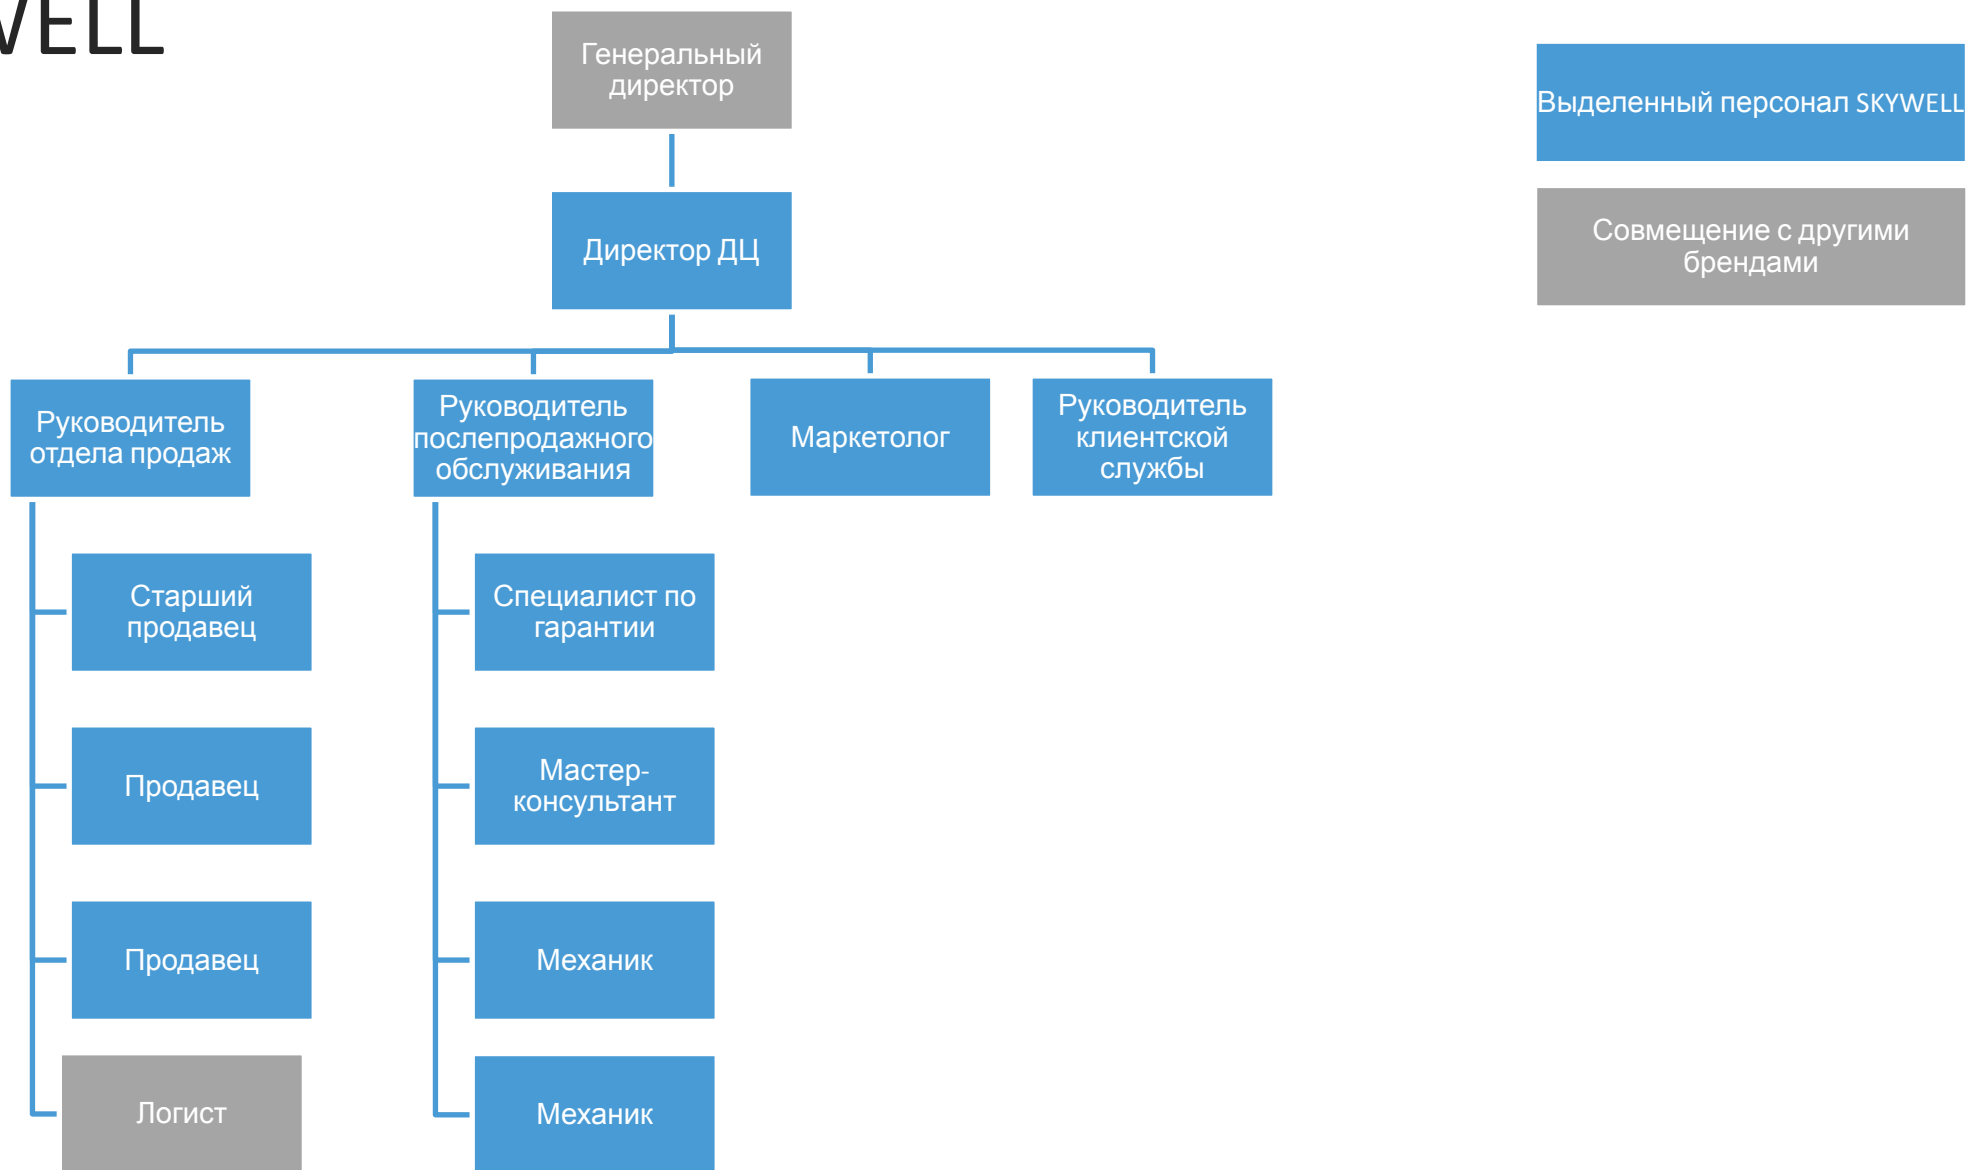 WELL
Генеральный
директор
Выделенный персонал SKYWELL
Совмещение с другими
брендами
Директор ДЦ
Руководитель
отдела продаж
Руководитель
послепродажного
обслуживания
Маркетолог
Руководитель
клиентской
службы
Старший
продавец
Специалист по
гарантии
Продавец
Мастер-
консультант
Продавец
Механик
Логист
Механик